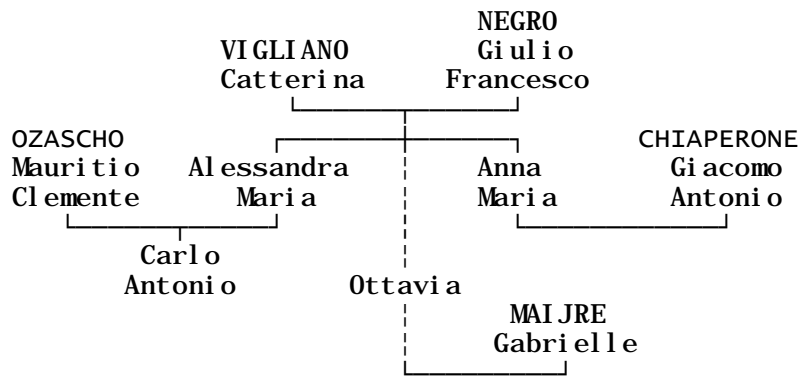 NEGRO
VIGLIANO Giulio
Catterina Francesco
OZASCHO CHIAPERONE
Mauritio Alessandra Anna Giacomo
Clemente Maria Maria Antonio
Carlo
Antonio Ottavia
MAIJRE
Gabrielle